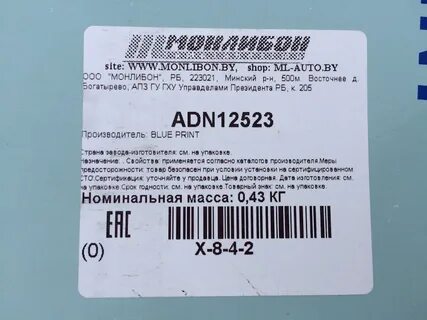 МОНЛИБОН
site: WWW.MONLIBON.BY, shop: ML-AUTO.BY
ООО "МОНЛИБОН", РБ, 223021, Минский р-н, 500м. Восточнее д.
Богатырево, АПЗ ГУ ГХУ Управделами Президента РБ, к. 205
ADN12523
Производитель: BLUE PRINT
Страна завода-изготовителя: см. на упаковке.
Назначение: . Свойства: применяется согласно каталогов производителя.Меры
предосторожности: товар безопасен при условии установки на сертифицированном
СТО.Сертификация: уточняйте у продавца. Цена договорная. Дата изготовления: см.
на упаковке.Срок годности: см. на упаковке.Товарный знак: см. на упаковке.
Номинальная масса: 0,43 КГ
EAC
(0) X-8-4-2